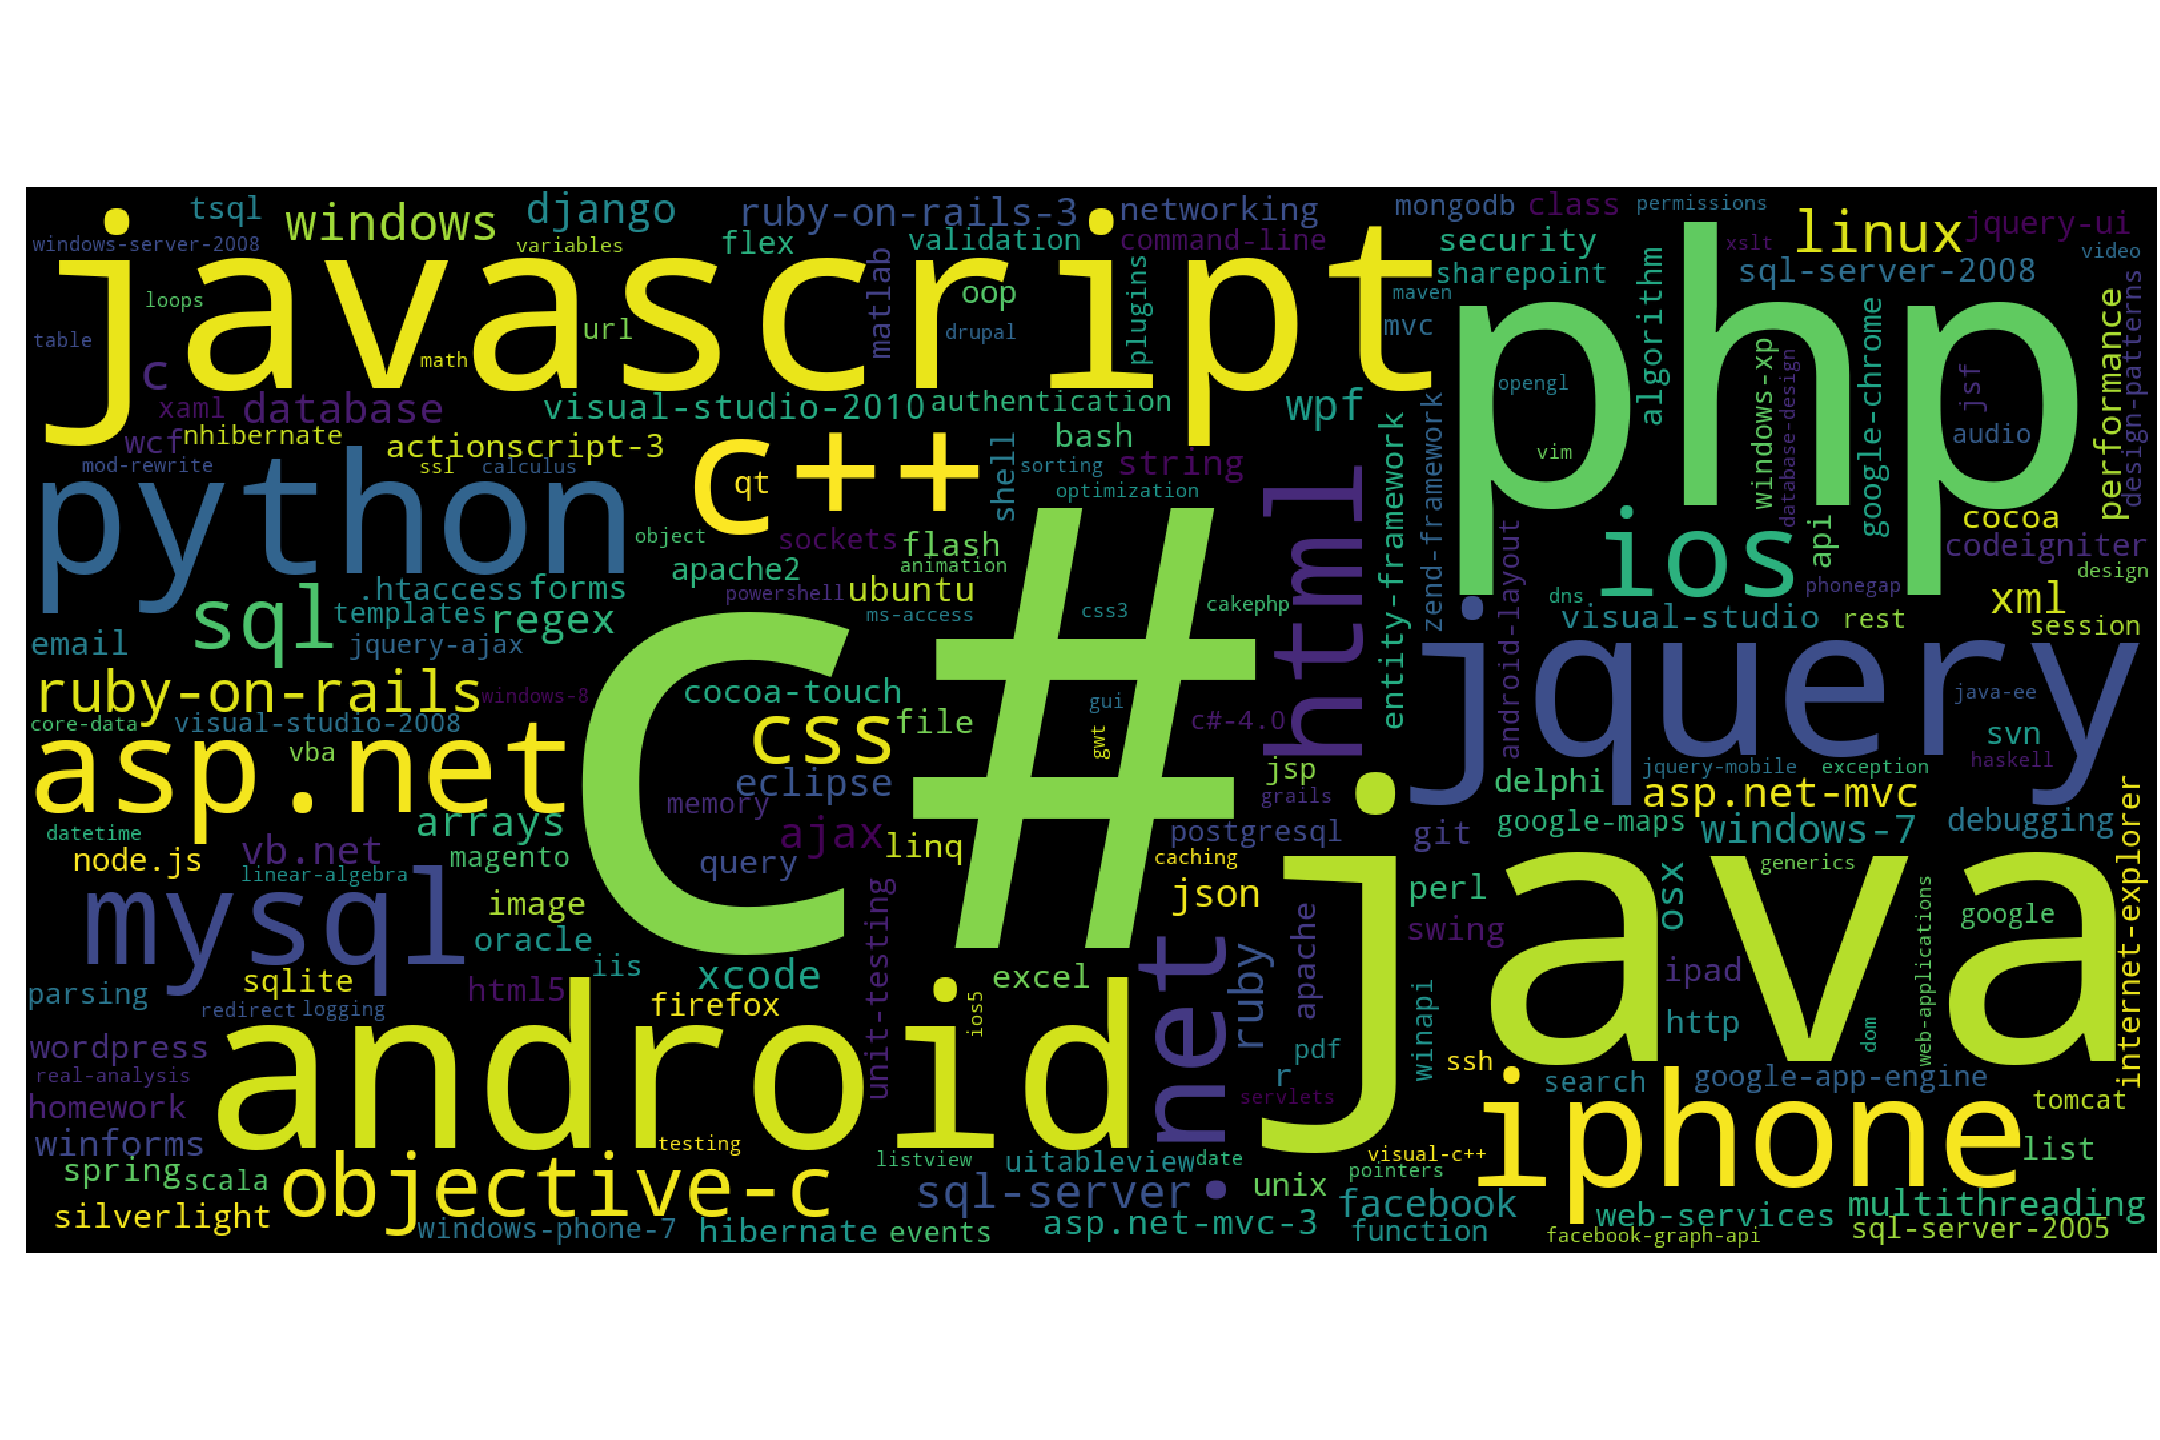 tsql
windows
django
ruby-on-rails-3
networking
mongodb
class
permissions
linux
jquery-ui
windows-server-2008
variables
flex
validation
command-line
security
xslt
video
javascript
php
sharepoint
sql-server-2008
loops
matlab
oop
plugins
maven
algorithm
google-chrome
performance
design-patterns
table
math
url
drupal
mvc
windows-xp
database-design
c
xaml
database
visual-studio-2010
authentication
wpf
opengl
jsf
wcf
nhibernate
actionscript-3
c++
bash
entity-framework
zend-framework
audio
mod-rewrite
ssl
calculus
qt
shell
sorting
string
vim
python
optimization
html
ios
api
cocoa
object
sockets
flash
android-layout
codeigniter
sql
.htaccess
forms
apache2
animation
design
templates
regex
powershell
ubuntu
ms-access
css3
cakephp
dns
phonegap
xml
email
jquery-ajax
c#
visual-studio
rest
session
ruby-on-rails
windows-8
cocoa-touch
gui
jquery
java-ee
core-data
visual-studio-2008
css
file
c#-4.0
svn
asp.net
vba
gwt
jsp
jquery-mobile
exception
haskell
eclipse
delphi
asp.net-mvc
memory
grails
datetime
arrays
ajax
postgresql
git
google-maps
windows-7
debugging
internet-explorer
node.js
vb.net
magento
query
linq
caching
generics
linear-algebra
mysql
image
unit-testing
json
perl
osx
java
web-applications
google
oracle
iis
.net
ruby
apache
swing
parsing
sqlite
html5
xcode
excel
ipad
redirect
logging
firefox
ios5
winapi
http
dom
wordpress
android
pdf
ssh
real-analysis
r
search
google-app-engine
homework
servlets
iphone
tomcat
winforms
testing
visual-c++
list
spring
scala
objective-c
listview
uitableview
date
pointers
sql-server
unix
facebook
multithreading
silverlight
windows-phone-7
hibernate
events
asp.net-mvc-3
function
web-services
facebook-graph-api
sql-server-2005